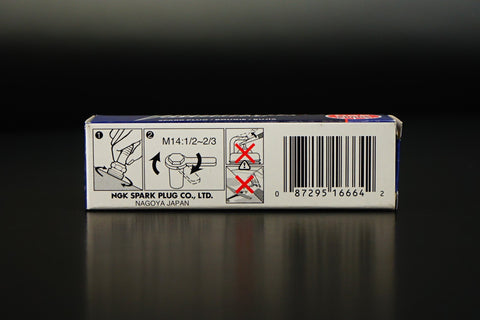 1
2
M14:1/2~2/3
NGK SPARK PLUG CO., LTD.
NAGOYA JAPAN
0 87295 16664 2